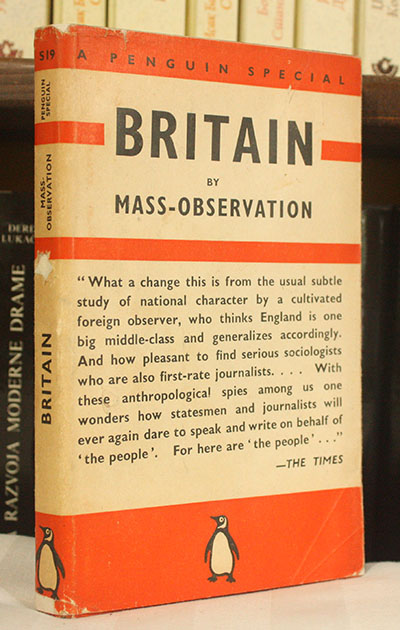 A PENGUIN SPECIAL
BRITAIN
BY
MASS-OBSERVATION
“What a change this is from the usual subtle
study of national character by a cultivated
foreign observer, who thinks England is one
big middle-class and generalizes accordingly.
And how pleasant to find serious sociologists
who are also first-rate journalists. . . . With
these anthropological spies among us one
wonders how statesmen and journalists will
ever again dare to speak and write on behalf of
‘the people’. For here are ‘the people’ . . .”
—THE TIMES
S19
PENGUIN
SPECIAL
MASS-
OBSERVATION
BRITAIN
RAZVOJA MODERNE DRAME